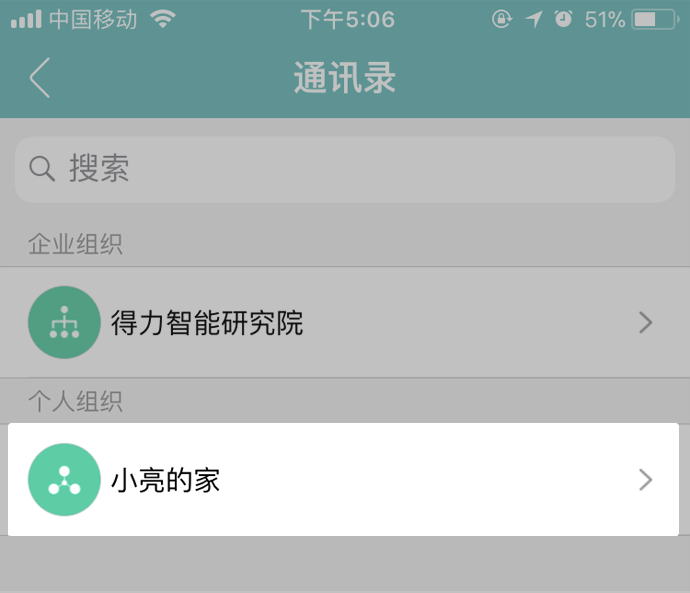 中国移动 下午5:06 51%
通讯录
搜索
企业组织
得力智能研究院
个人组织
小亮的家